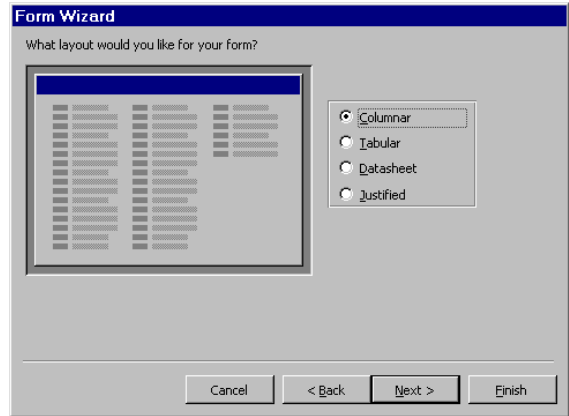 Form Wizard
What layout would you like for your form?
Columnar
Tabular
Datasheet
Justified
Cancel
< Back
Next >
Finish